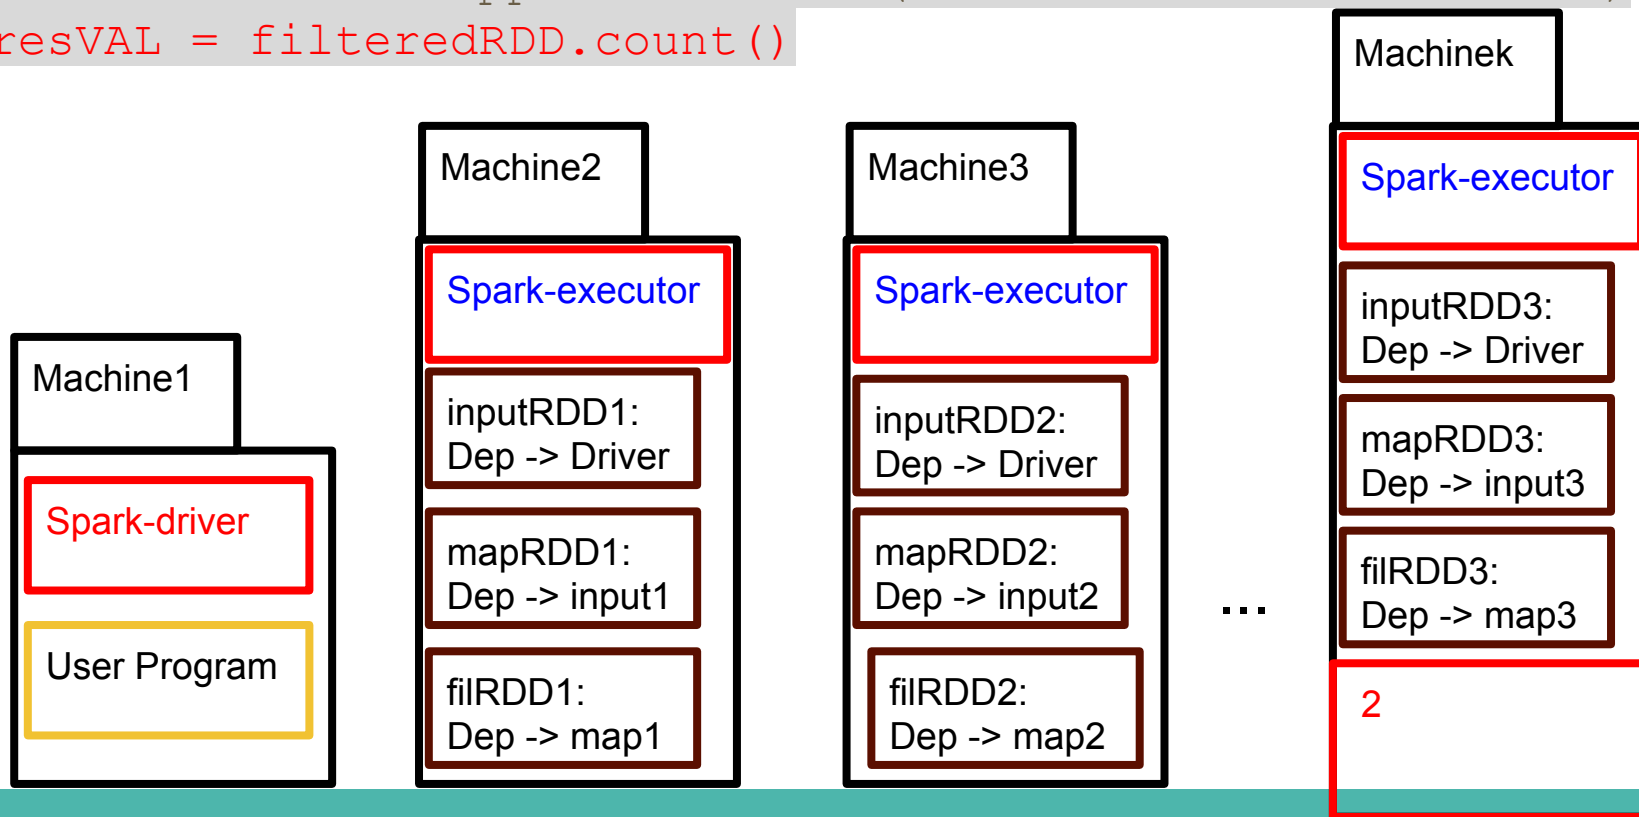 resVAL = filteredRDD.count()
Machine1
Spark-driver
User Program
Machine2
Spark-executor
inputRDD1:
Dep -> Driver
mapRDD1:
Dep -> input1
filRDD1:
Dep -> map1
Machine3
Spark-executor
inputRDD2:
Dep -> Driver
mapRDD2:
Dep -> input2
filRDD2:
Dep -> map2
...
Machinek
Spark-executor
inputRDD3:
Dep -> Driver
mapRDD3:
Dep -> input3
filRDD3:
Dep -> map3
2